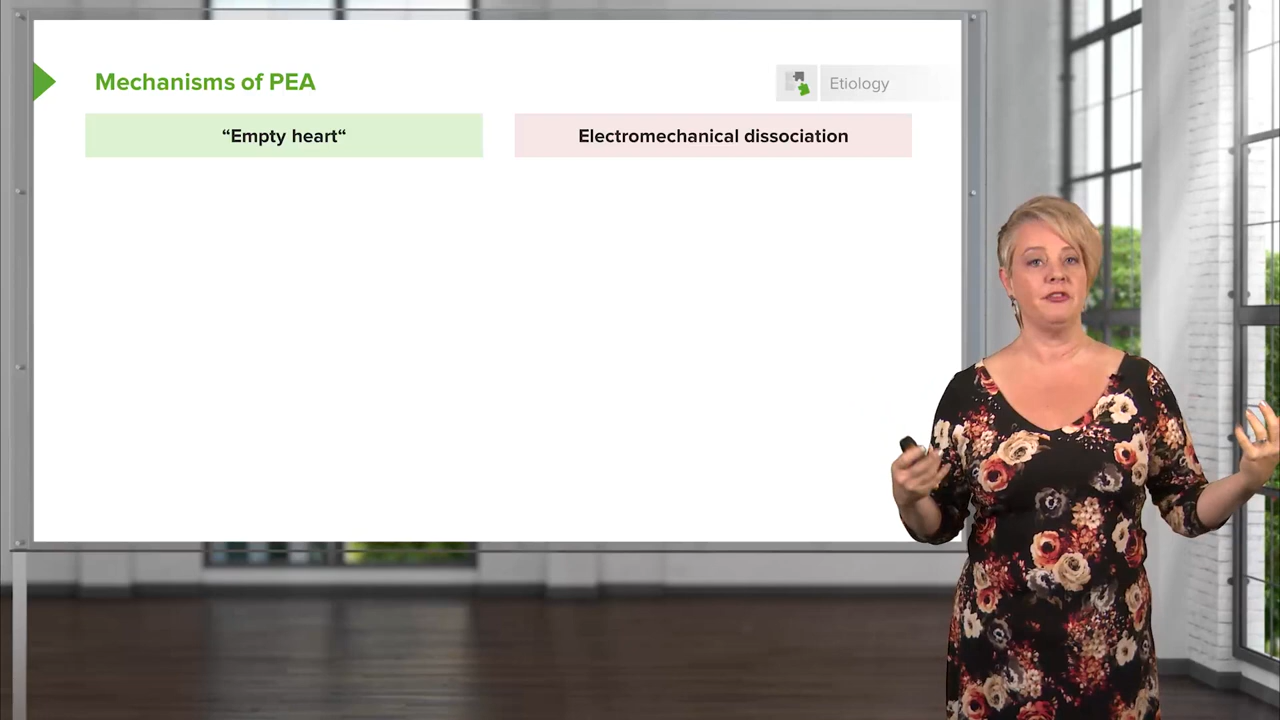 Mechanisms of PEA
Etiology
“Empty heart“
Electromechanical dissociation